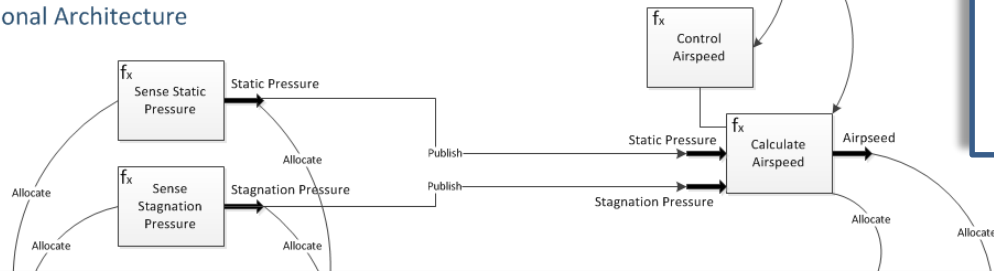 onal Architecture
fx
Control
Airspeed
fx
Sense Static
Pressure
Static Pressure
fx
Calculate
Airspeed
Static Pressure
Airpseed
Publish
Allocate
fx
Sense
Stagnation
Pressure
Stagnation Pressure
Publish
Stagnation Pressure
Allocate
Allocate
Allocate
Allocate
Allocate